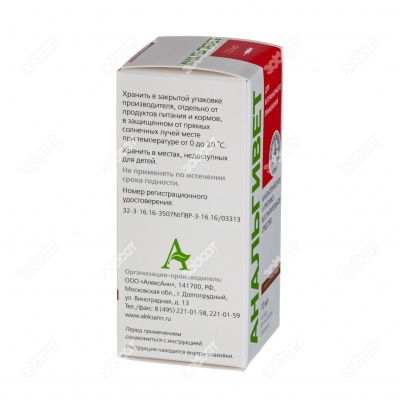 Хранить в закрытой упаковке
производителя, отдельно от
продуктов питания и кормов,
в защищенном от прямых
солнечных лучей месте
при температуре от 0 до 30 °С.
Хранить в местах, недоступных
для детей.
Не применять по истечении
срока годности.
Номер регистрационного
удостоверения:
32-3-16.16-3507№ПВР-3-16.16/03313
Организация-производитель:
ООО «АлексАнн», 141700, РФ,
Московская обл., г. Долгопрудный,
ул. Виноградная, д. 13
Тел./факс: 8 (495) 221-01-58, 221-01-59
www.aleksann.ru
Перед применением
ознакомиться с инструкцией.
Инструкция находится внутри упаковки.
АНАЛЬГИВЕТ